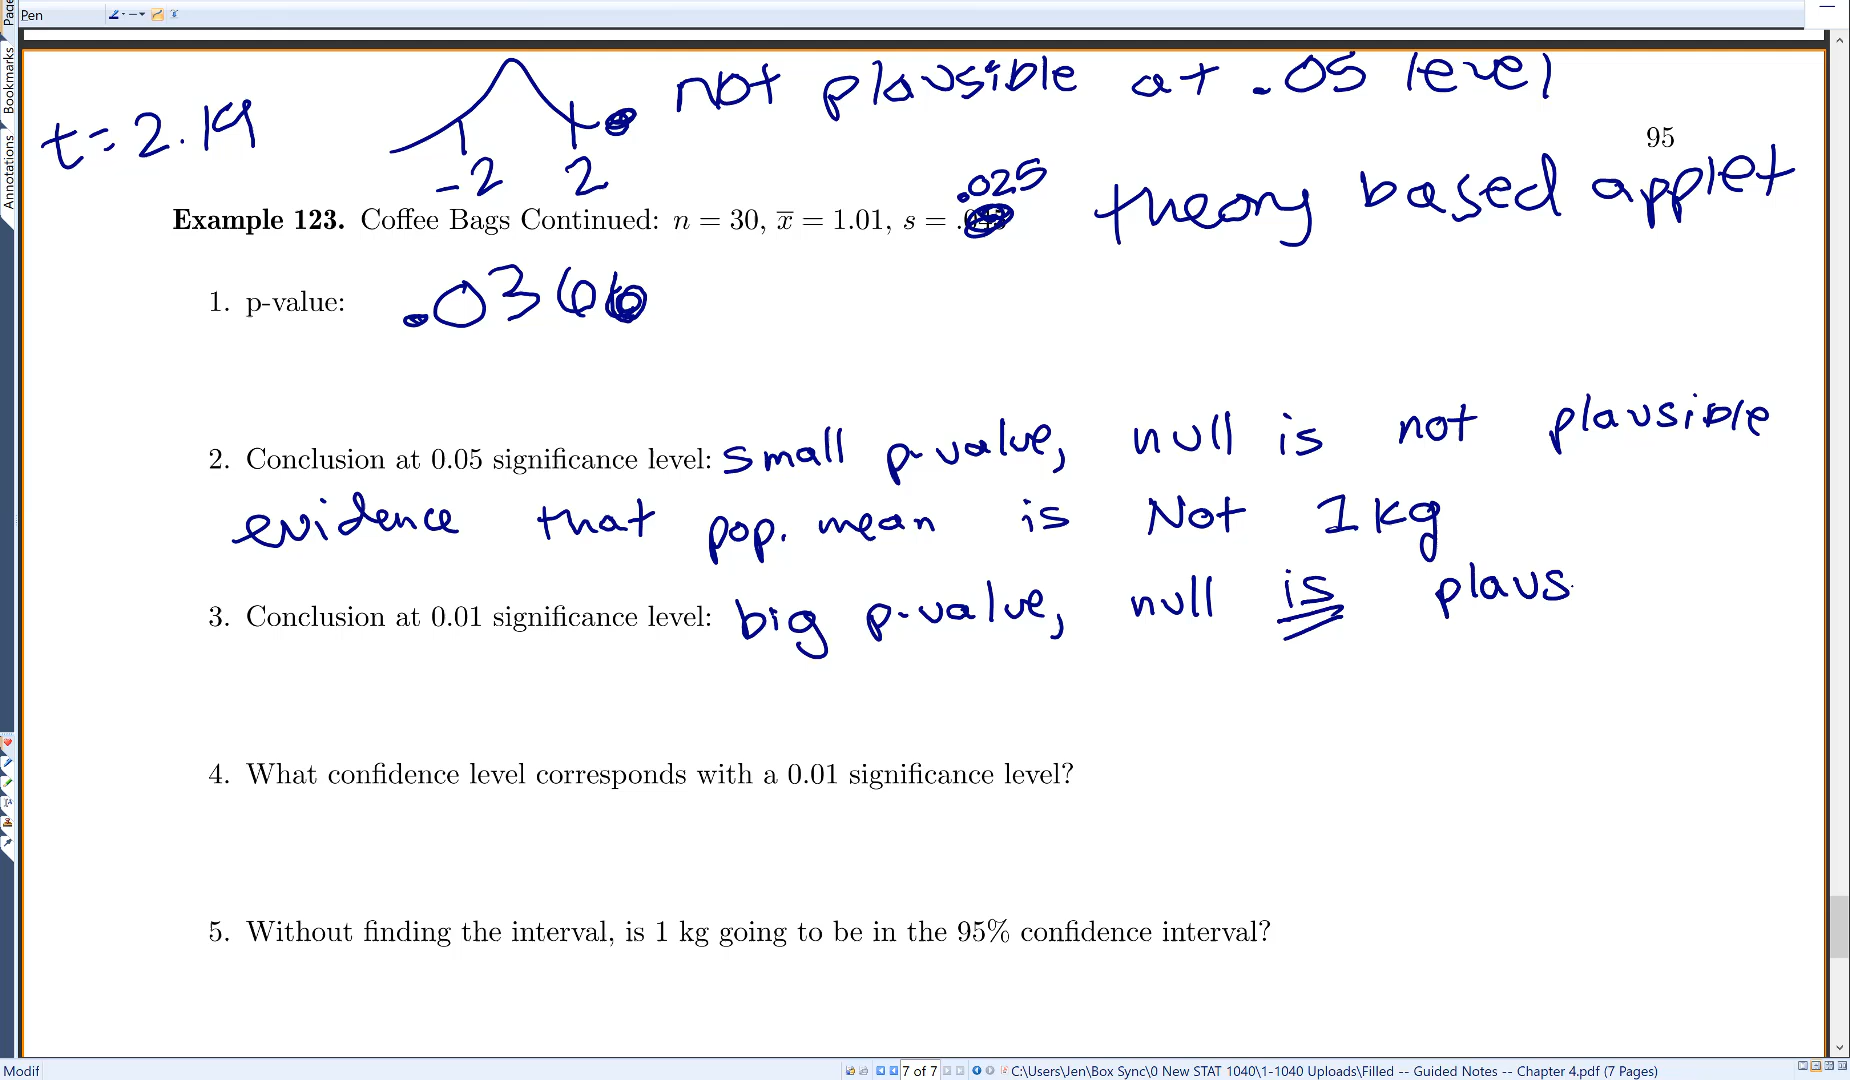 Pen
Page
Bookmarks
Annotations
not plausible at .05 level
t = 2.19
-2 2
95
.025
theory based applet
Example 123. Coffee Bags Continued: n = 30, x̅ = 1.01, s = .
1. p-value: .0366
2. Conclusion at 0.05 significance level: small p-value, null is not plausible
evidence that pop. mean is Not 1 kg
3. Conclusion at 0.01 significance level: big p-value, null is plaus
4. What confidence level corresponds with a 0.01 significance level?
5. Without finding the interval, is 1 kg going to be in the 95% confidence interval?
Modif
7 of 7
C:\Users\Jen\Box Sync\0 New STAT 1040\1-1040 Uploads\Filled -- Guided Notes -- Chapter 4.pdf (7 Pages)